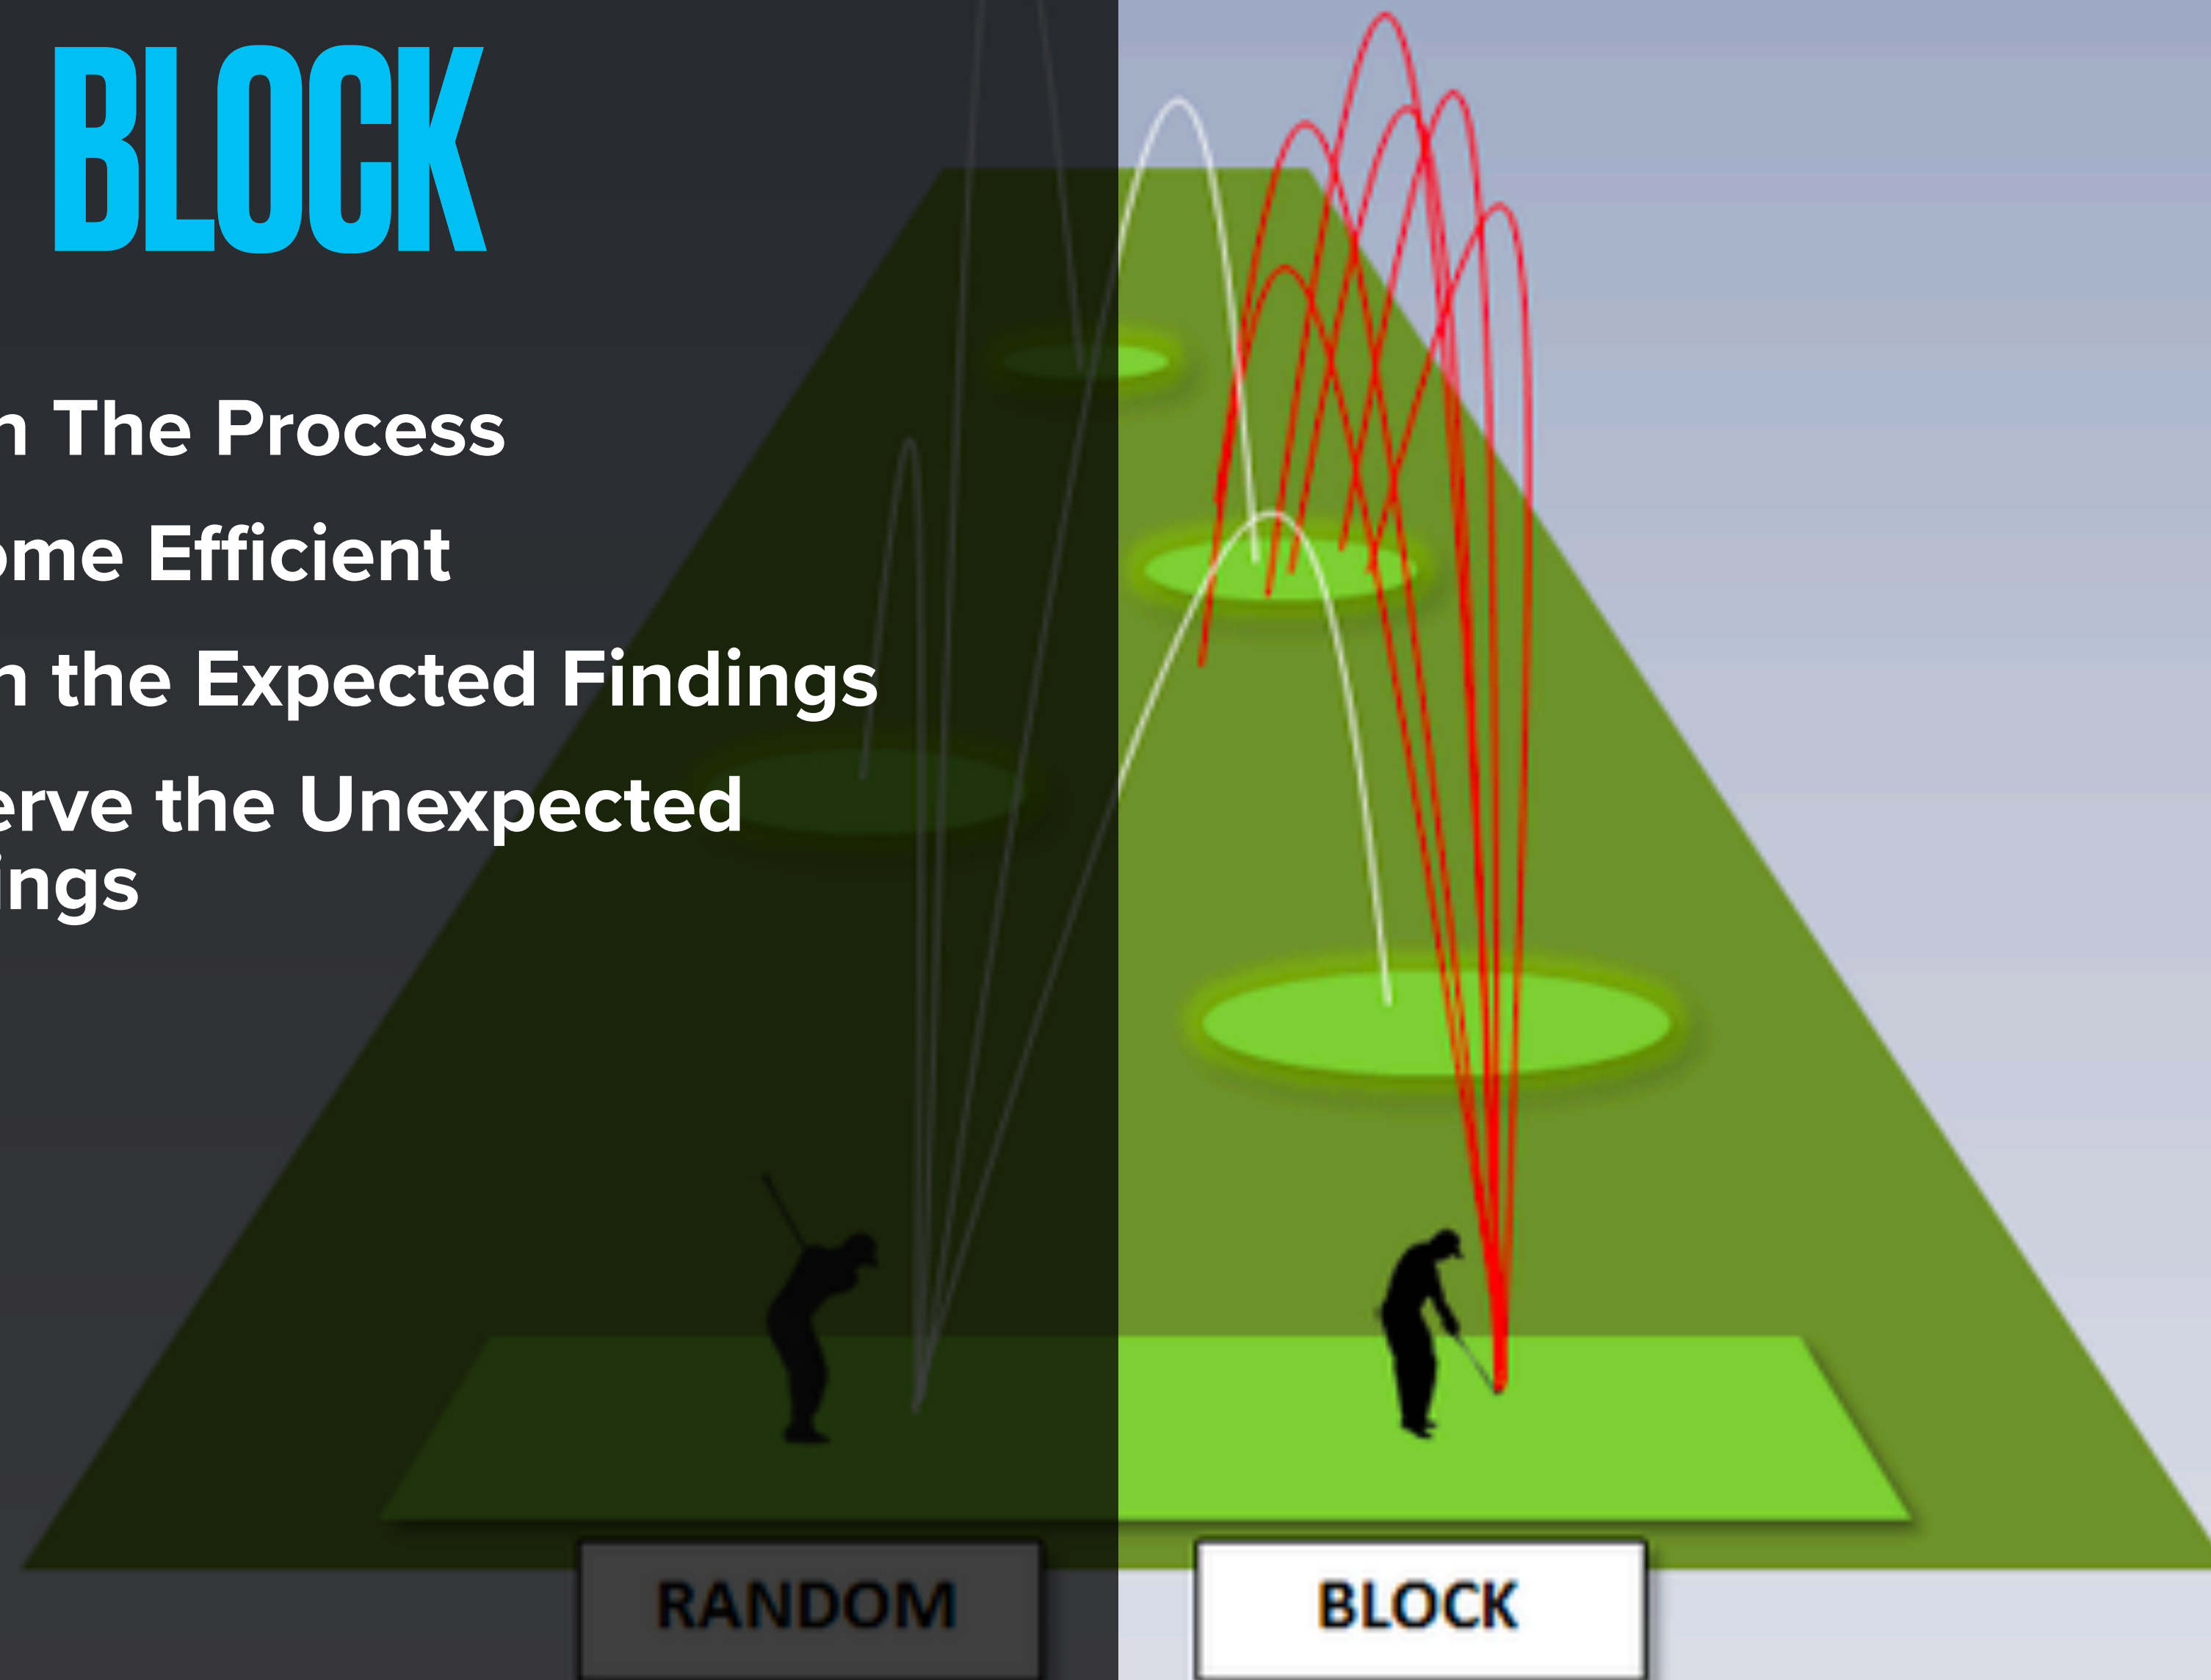 BLOCK
n The Process
ome Efficient
n the Expected Findings
erve the Unexpected
ings
RANDOM
BLOCK